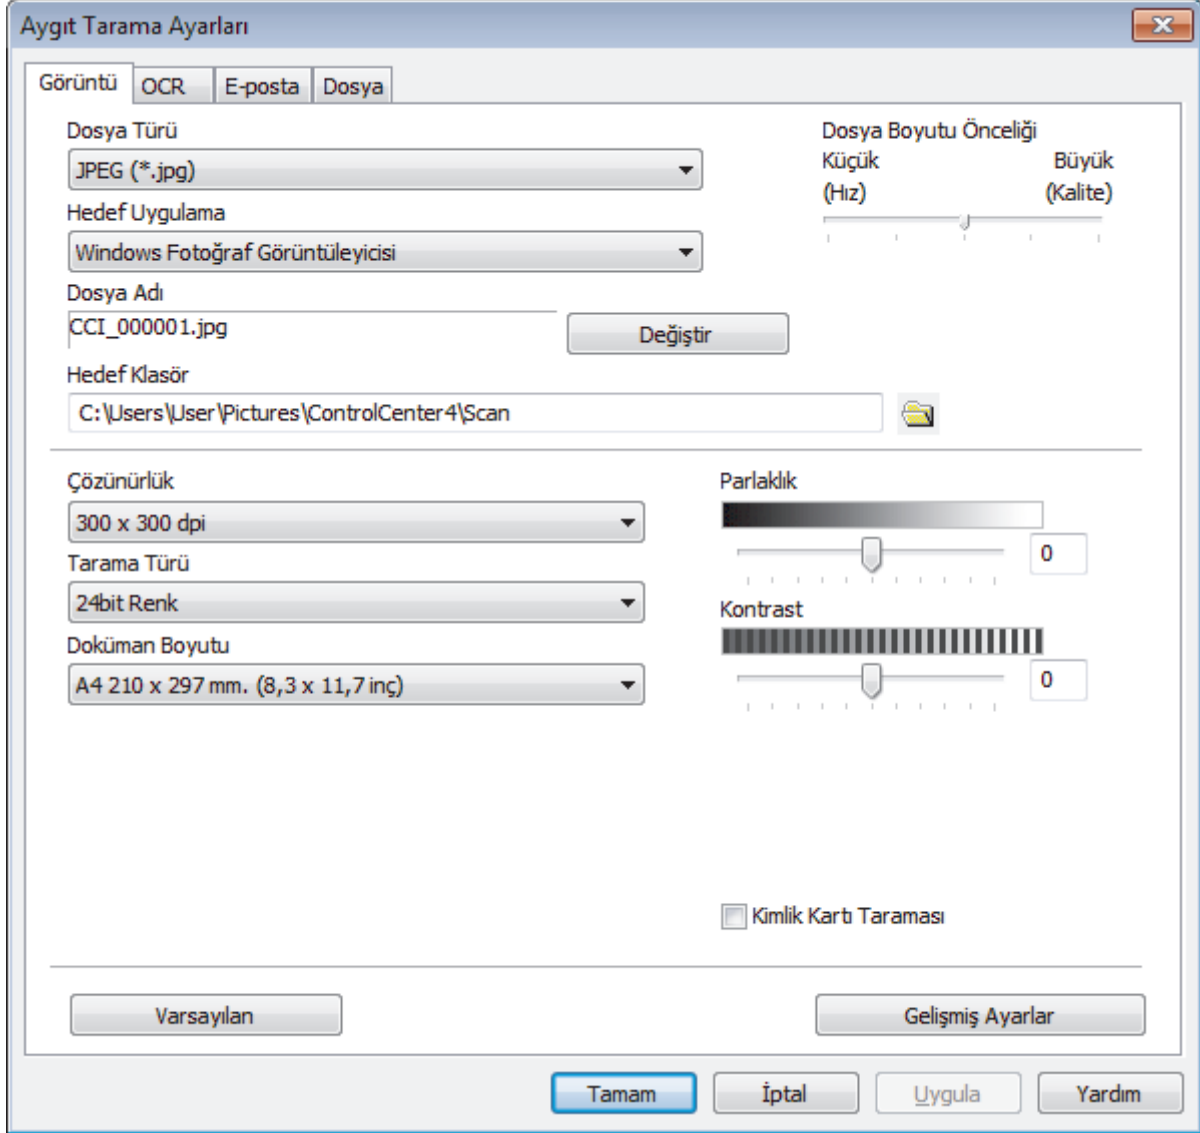 Aygıt Tarama Ayarları
Görüntü OCR E-posta Dosya
Dosya Türü
JPEG (*.jpg)
Hedef Uygulama
Windows Fotoğraf Görüntüleyicisi
Dosya Adı
CCI_000001.jpg
Değiştir
Hedef Klasör
C:\Users\User\Pictures\ControlCenter4\Scan
Dosya Boyutu Önceliği
Küçük Büyük
(Hız) (Kalite)
Çözünürlük
300 x 300 dpi
Tarama Türü
24bit Renk
Doküman Boyutu
A4 210 x 297 mm. (8,3 x 11,7 inç)
Parlaklık
0
Kontrast
0
Kimlik Kartı Taraması
Varsayılan Gelişmiş Ayarlar
Tamam İptal Uygula Yardım